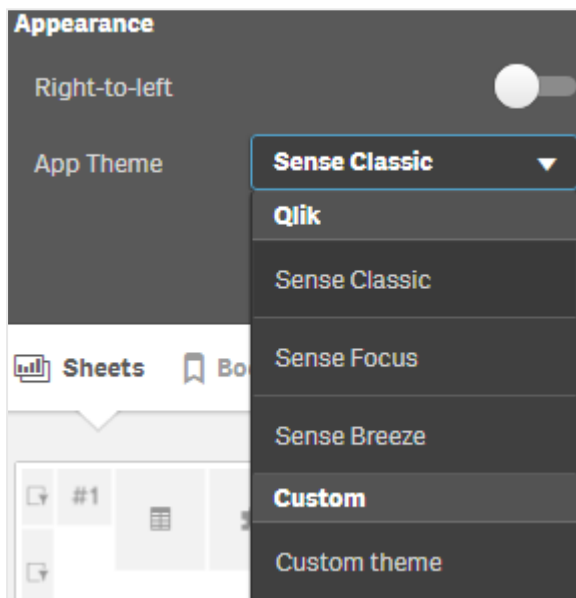 Appearance
Right-to-left
App Theme
Sense Classic
Qlik
Sense Classic
Sense Focus
Sense Breeze
Custom
Custom theme
Sheets
#1